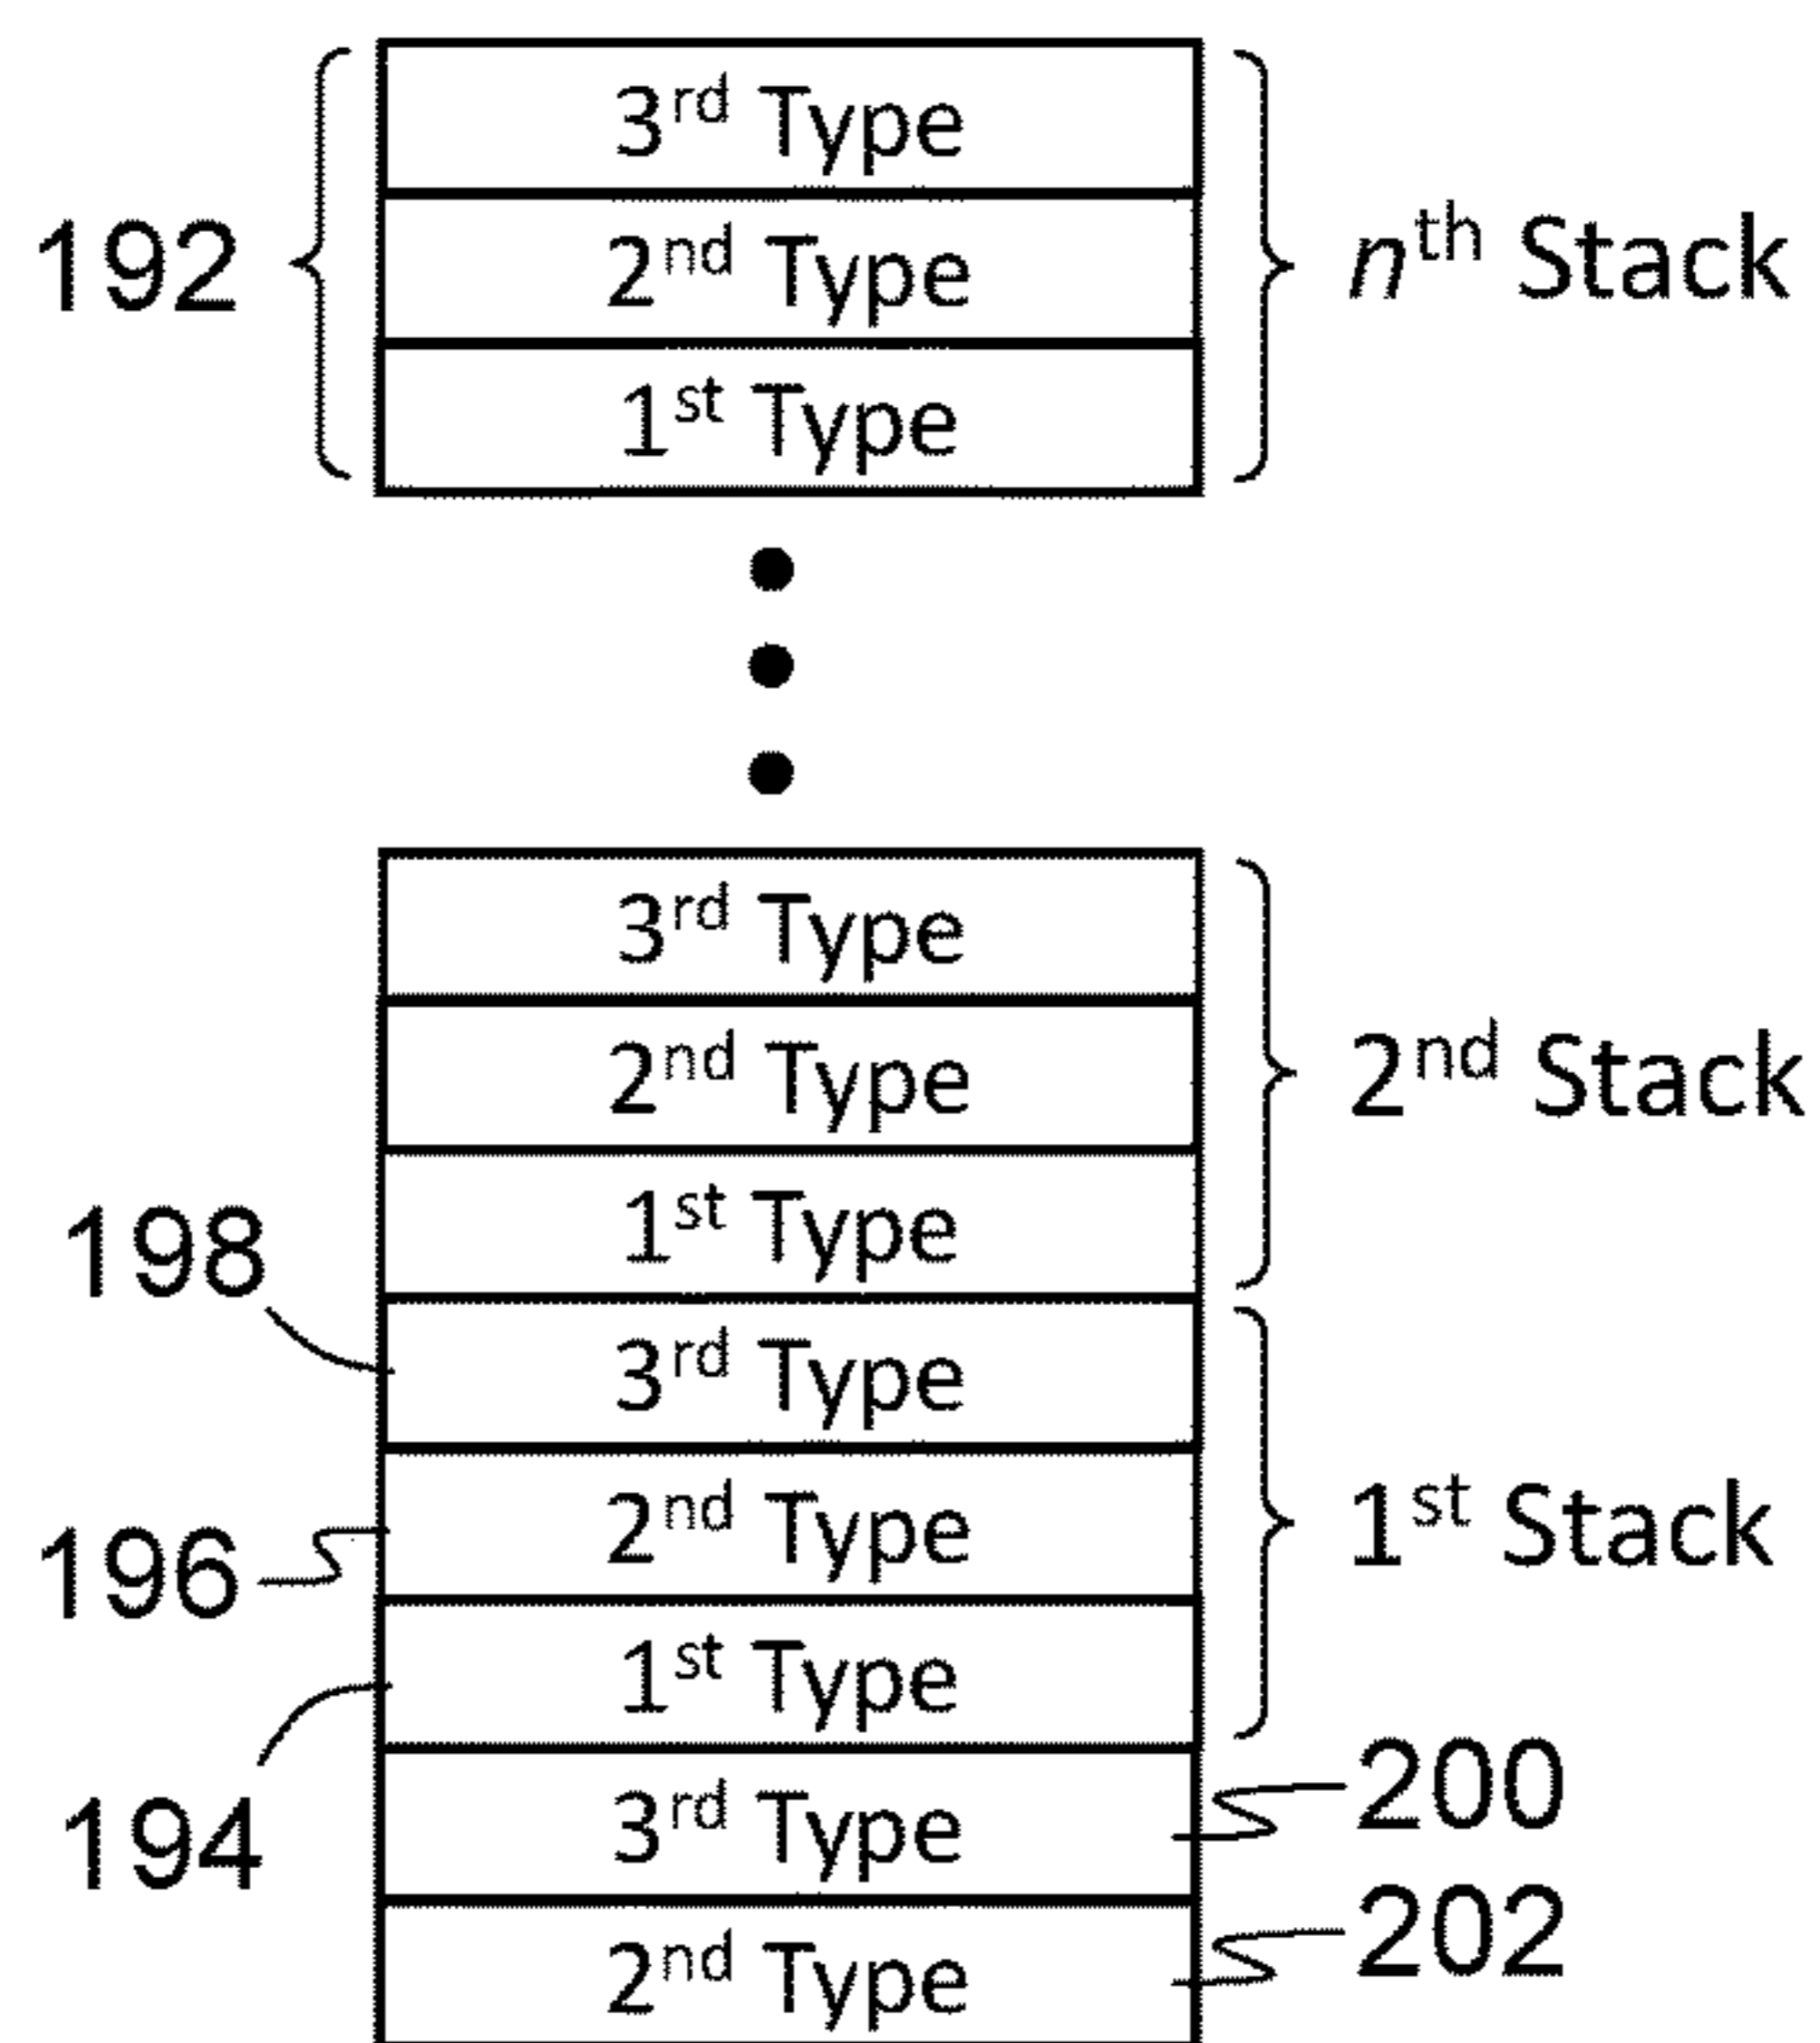 3rd Type
192
2nd Type
nth Stack
1st Type
3rd Type
2nd Type
2nd Stack
1st Type
198
3rd Type
2nd Type
1st Stack
196
1st Type
194
3rd Type
200
2nd Type
202